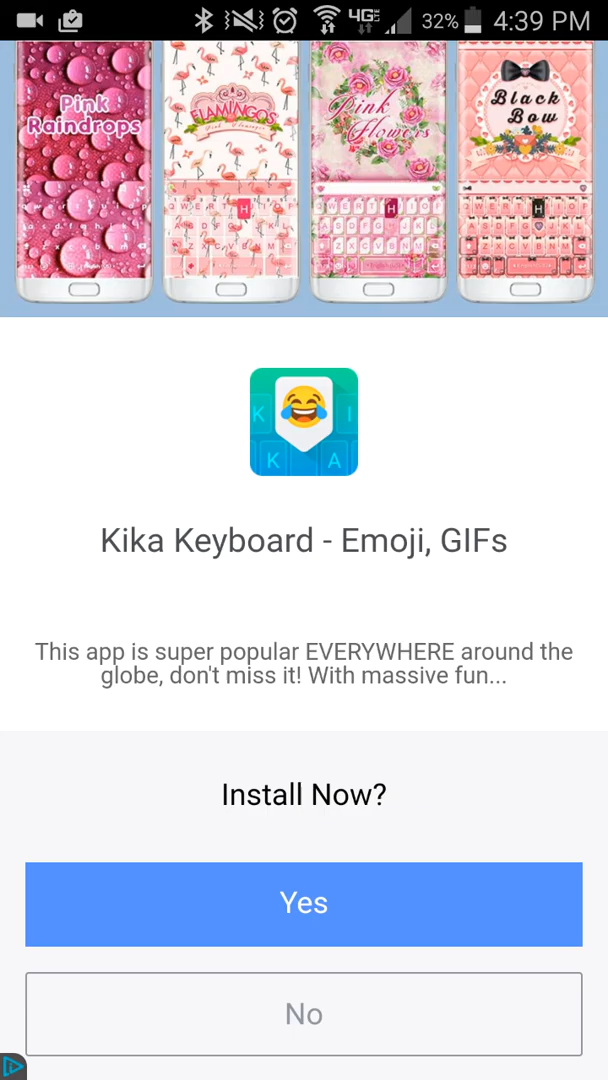 4G LTE 32% 4:39 PM
Pink
Raindrops
FLAMINGOS
Pink
Flowers
Black
Bow
K I
K A
Kika Keyboard - Emoji, GIFs
This app is super popular EVERYWHERE around the
globe, don't miss it! With massive fun...
Install Now?
Yes
No